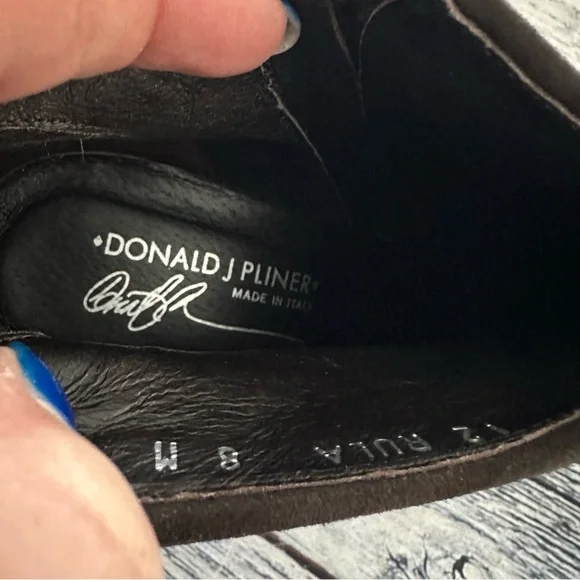 DONALD J PLINER
MADE IN ITALY
8 M
RULA